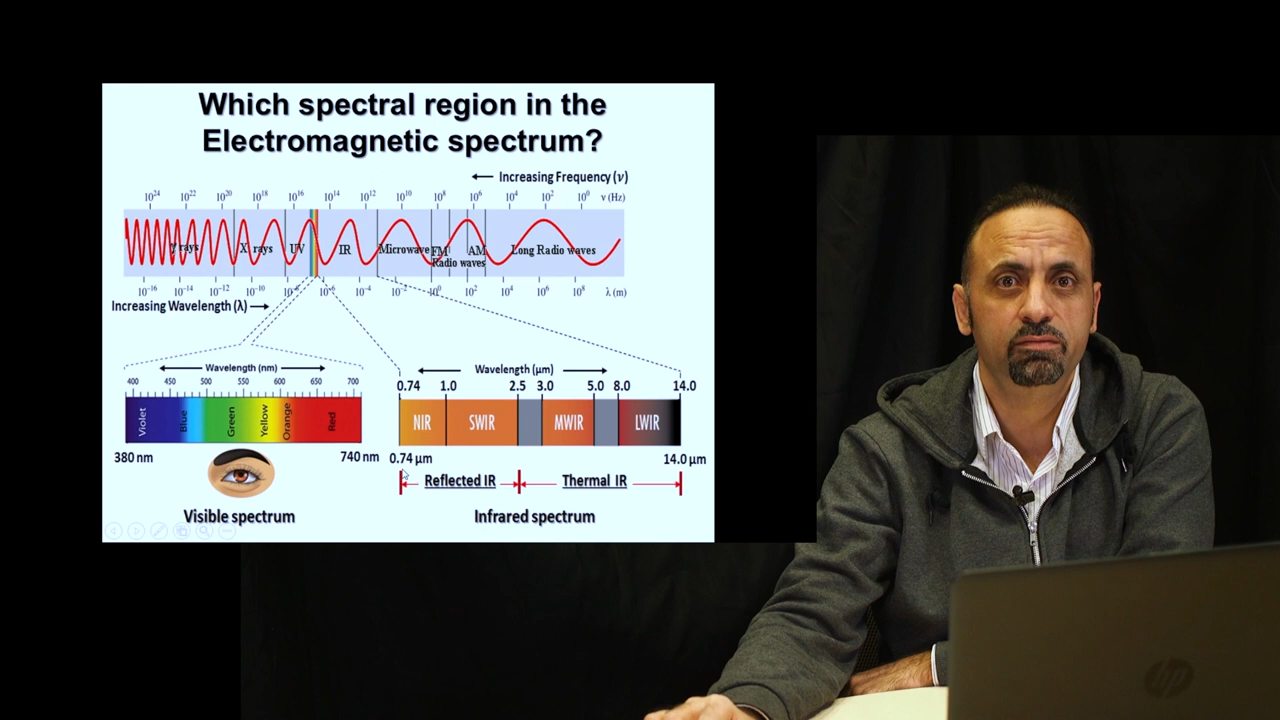 Which spectral region in the
Electromagnetic spectrum?
Increasing Frequency (ν)
10^24 10^22 10^20 10^18 10^16 10^14 10^12 10^10 10^8 10^6 10^4 10^2 10^0 ν (Hz)
γ rays X rays UV IR Microwave FM AM Long Radio waves
Radio waves
10^-16 10^-14 10^-12 10^-10 10^-8 10^-6 10^-4 10^-2 10^0 10^2 10^4 10^6 10^8 λ (m)
Increasing Wavelength (λ)
Wavelength (nm)
400 450 500 550 600 650 700
Violet Blue Green Yellow Orange Red
380 nm 740 nm
Visible spectrum
Wavelength (μm)
0.74 1.0 2.5 3.0 5.0 8.0 14.0
NIR SWIR MWIR LWIR
0.74 μm 14.0 μm
Reflected IR Thermal IR
Infrared spectrum
hp